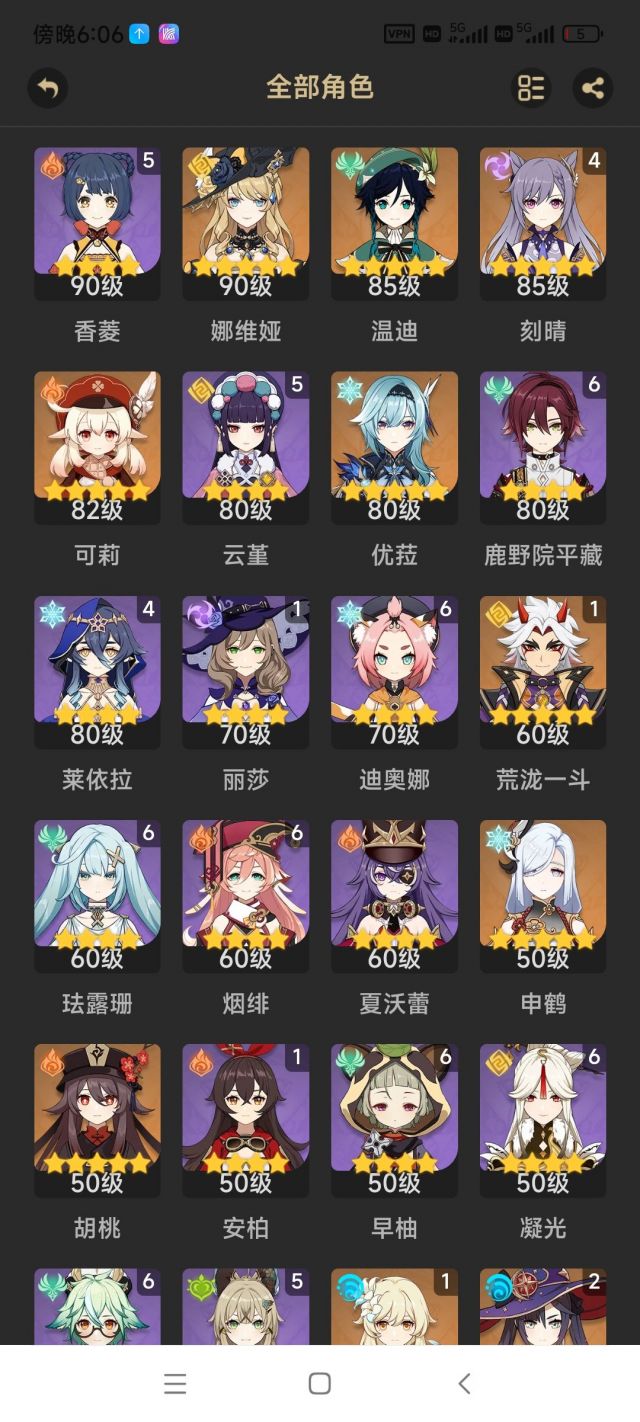 傍晚6:06
VPN HD 5G HD 5G 5
全部角色
5 4
90级 90级 85级 85级
香菱 娜维娅 温迪 刻晴
5 6
82级 80级 80级 80级
可莉 云堇 优菈 鹿野院平藏
4 1 6 1
80级 70级 70级 60级
莱依拉 丽莎 迪奥娜 荒泷一斗
6 6
60级 60级 60级 50级
珐露珊 烟绯 夏沃蕾 申鹤
1 6 6
50级 50级 50级 50级
胡桃 安柏 早柚 凝光
6 5 1 2